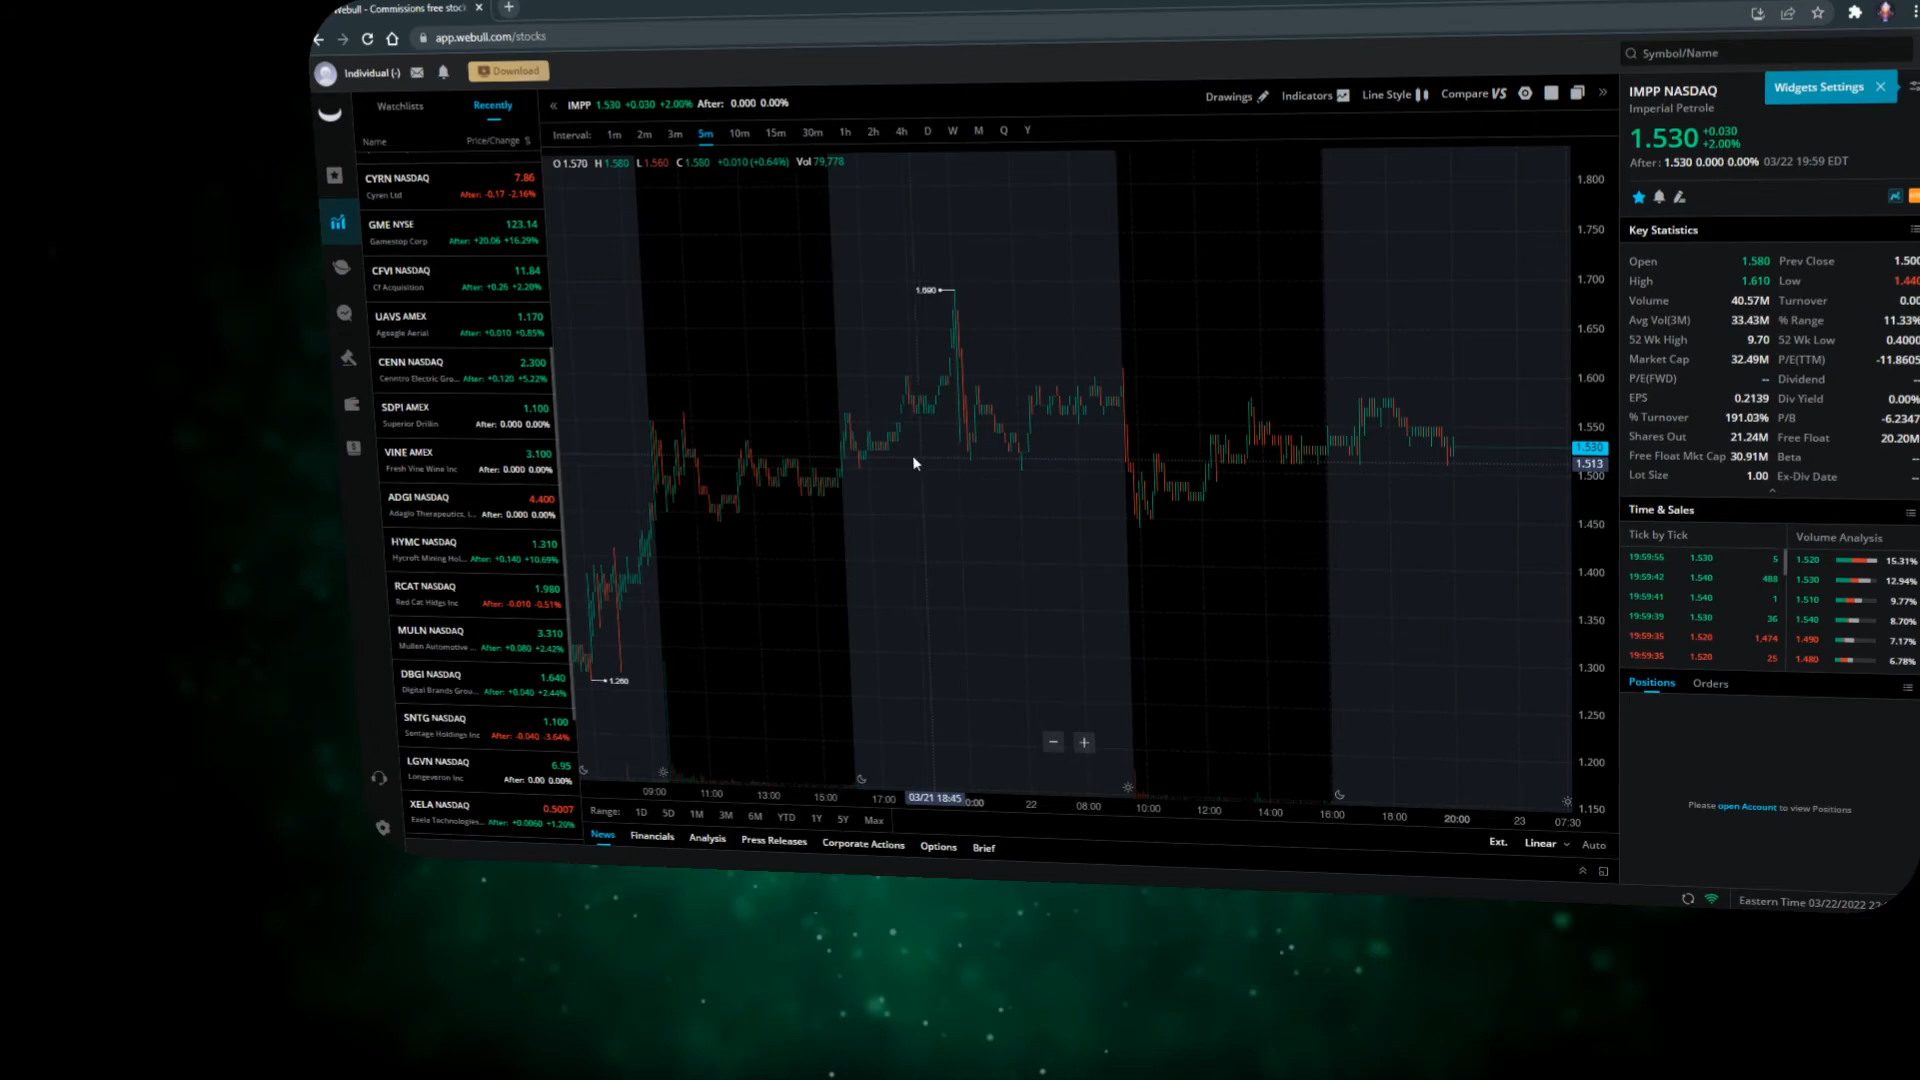 Webull - Commissions free stoc
app.webull.com/stocks
Individual (-)
Download
Symbol/Name
Watchlists
Recently
Name
Price/Change
CYRN NASDAQ 7.86
Cyren Ltd After: -0.17 -2.16%
GME NYSE 123.14
Gamestop Corp After: +20.06 +16.29%
CFVI NASDAQ 11.84
Cf Acquisition After: +0.26 +2.20%
UAVS AMEX 1.170
Ageagle Aerial After: +0.010 +0.85%
CENN NASDAQ 2.300
Cenntro Electric Gro... After: +0.120 +5.22%
SDPI AMEX 1.100
Superior Drillin After: 0.000 0.00%
VINE AMEX 3.100
Fresh Vine Wine Inc After: 0.000 0.00%
ADGI NASDAQ 4.400
Adagio Therapeutics, I... After: 0.000 0.00%
HYMC NASDAQ 1.310
Hycroft Mining Hol... After: +0.140 +10.69%
RCAT NASDAQ 1.980
Red Cat Hldgs Inc After: -0.010 -0.51%
MULN NASDAQ 3.310
Mullen Automotive ... After: +0.080 +2.42%
DBGI NASDAQ 1.640
Digital Brands Grou... After: +0.040 +2.44%
SNTG NASDAQ 1.100
Sentage Holdings Inc After: -0.040 -3.64%
LGVN NASDAQ 6.95
Longeveron Inc After: 0.00 0.00%
XELA NASDAQ 0.5007
Exela Technologies... After: +0.0060 +1.20%
IMPP 1.530 +0.030 +2.00% After: 0.000 0.00%
Drawings Indicators Line Style Compare VS
Interval: 1m 2m 3m 5m 10m 15m 30m 1h 2h 4h D W M Q Y
O 1.570 H 1.580 L 1.560 C 1.580 +0.010 (+0.64%) Vol 79,778
1.690
1.260
1.800
1.750
1.700
1.650
1.600
1.550
1.530
1.513
1.500
1.450
1.400
1.350
1.300
1.250
1.200
1.150
09:00 11:00 13:00 15:00 17:00 03/21 18:45 0:00 22 08:00 10:00 12:00 14:00 16:00 18:00 20:00 23 07:30
Range: 1D 5D 1M 3M 6M YTD 1Y 5Y Max
Ext. Linear Auto
News Financials Analysis Press Releases Corporate Actions Options Brief
IMPP NASDAQ
Imperial Petrole
Widgets Settings
1.530 +0.030
+2.00%
After: 1.530 0.000 0.00% 03/22 19:59 EDT
Key Statistics
Open 1.580 Prev Close 1.500
High 1.610 Low 1.440
Volume 40.57M Turnover 0.00
Avg Vol(3M) 33.43M % Range 11.33%
52 Wk High 9.70 52 Wk Low 0.4000
Market Cap 32.49M P/E(TTM) -11.8605
P/E(FWD) -- Dividend --
EPS 0.2139 Div Yield 0.00%
% Turnover 191.03% P/B -6.2347
Shares Out 21.24M Free Float 20.20M
Free Float Mkt Cap 30.91M Beta --
Lot Size 1.00 Ex-Div Date --
Time & Sales
Tick by Tick
Volume Analysis
19:59:55 1.530 5 1.520 15.31%
19:59:42 1.540 488 1.530 12.94%
19:59:41 1.540 1 1.510 9.77%
19:59:39 1.530 36 1.540 8.70%
19:59:35 1.520 1,474 1.490 7.17%
19:59:35 1.520 25 1.480 6.78%
Positions Orders
Please open Account to view Positions
Eastern Time 03/22/2022